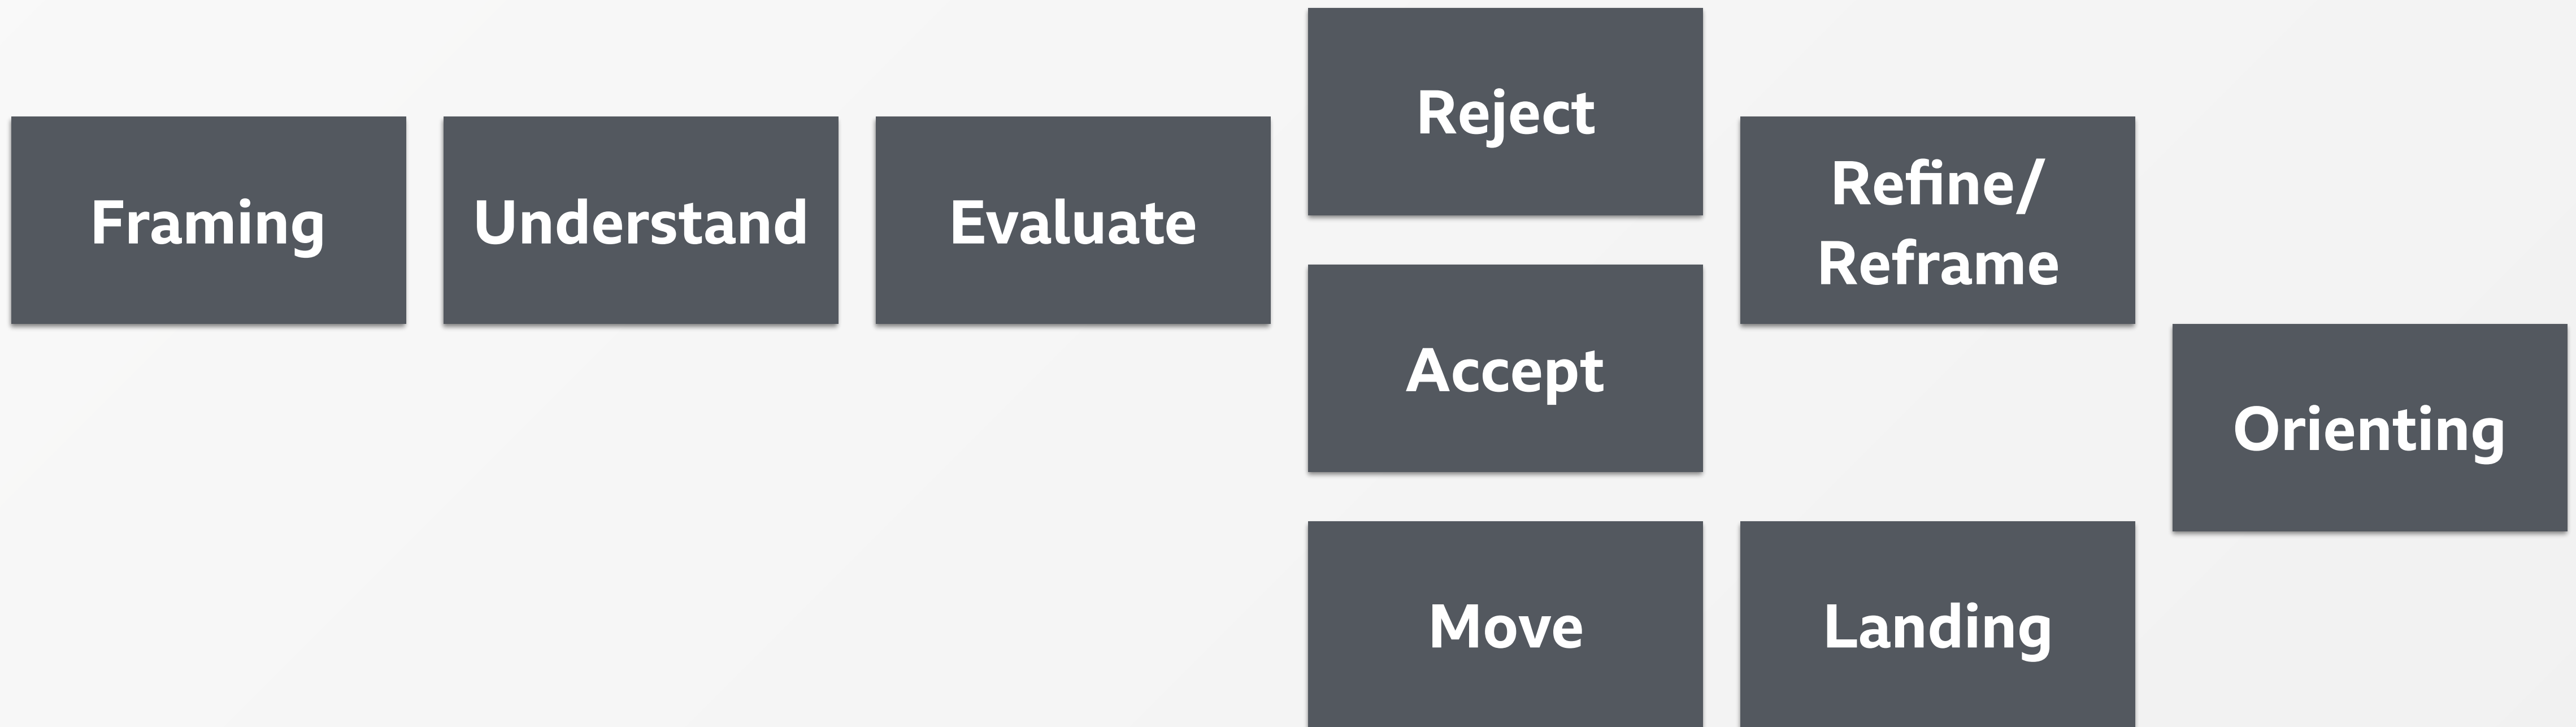 Framing
Understand
Evaluate
Reject
Accept
Move
Refine/
Reframe
Landing
Orienting